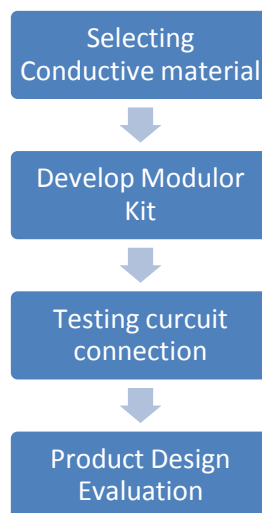 Selecting
Conductive material
Develop Modulor
Kit
Testing curcuit
connection
Product Design
Evaluation